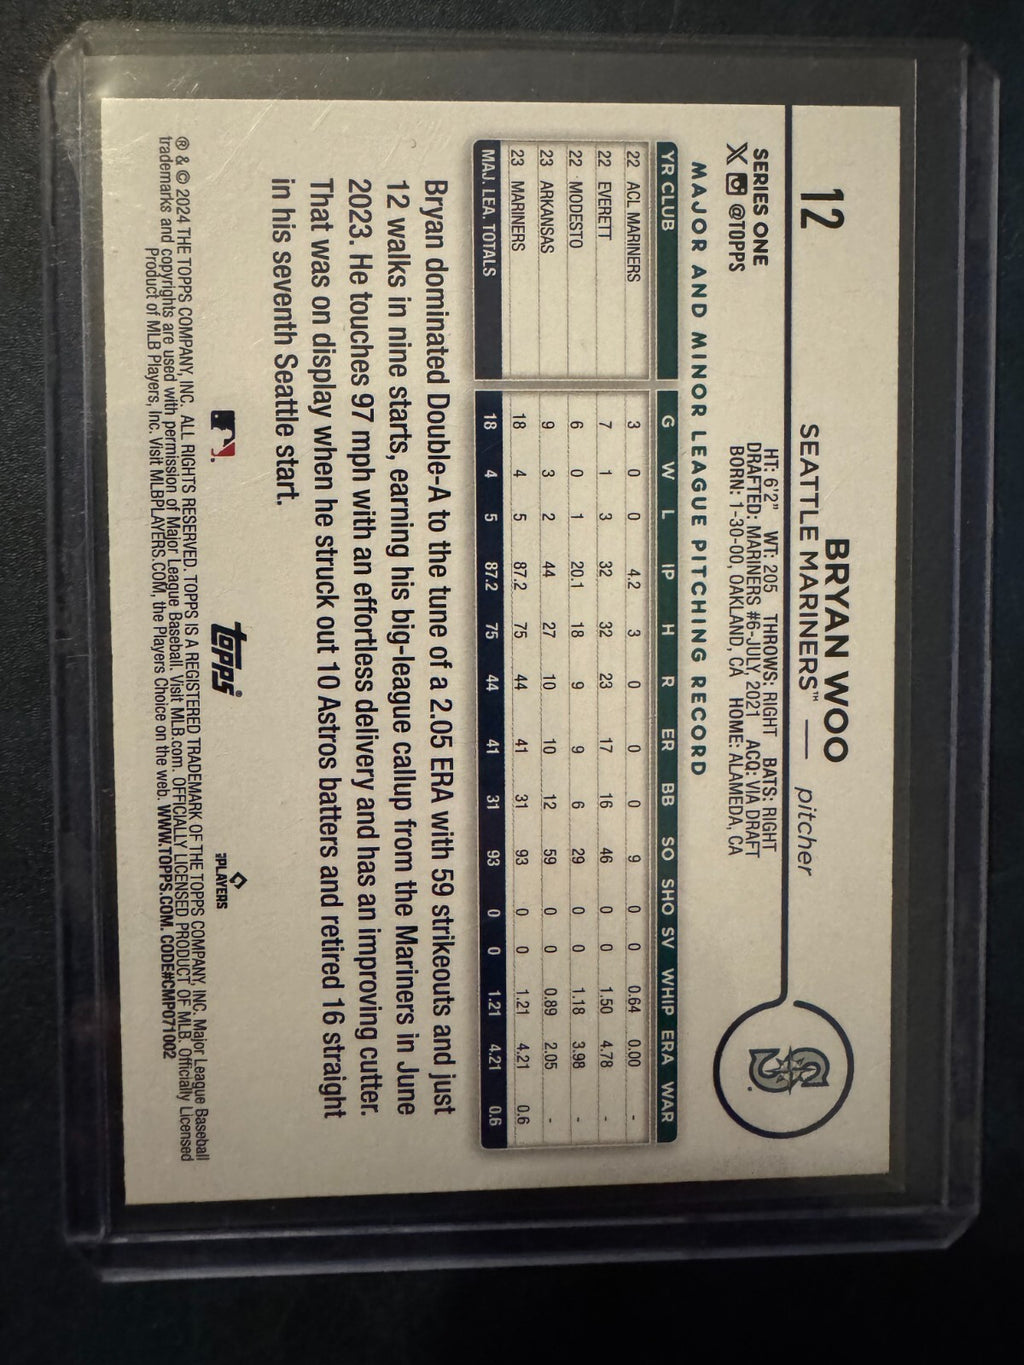 12
BRYAN WOO
SEATTLE MARINERS™ — pitcher
SERIES ONE
X @TOPPS
HT: 6'2" WT: 205 THROWS: RIGHT BATS: RIGHT
DRAFTED: MARINERS #6-JULY, 2021 ACQ: VIA DRAFT
BORN: 1-30-00, OAKLAND, CA HOME: ALAMEDA, CA
MAJOR AND MINOR LEAGUE PITCHING RECORD
YR CLUB G W L IP H R ER BB SO SHO SV WHIP ERA WAR
22 ACL MARINERS 3 0 0 4.2 3 0 0 0 9 0 0 0.64 0.00 -
22 EVERETT 7 1 3 32 32 23 17 16 46 0 0 1.50 4.78 -
22 MODESTO 6 0 1 20.1 18 9 9 6 29 0 0 1.18 3.98 -
23 ARKANSAS 9 3 2 44 27 10 10 12 59 0 0 0.89 2.05 -
23 MARINERS 18 4 5 87.2 75 44 41 31 93 0 0 1.21 4.21 0.6
MAJ. LEA. TOTALS 18 4 5 87.2 75 44 41 31 93 0 0 1.21 4.21 0.6
Bryan dominated Double-A to the tune of a 2.05 ERA with 59 strikeouts and just
12 walks in nine starts, earning his big-league callup from the Mariners in June
2023. He touches 97 mph with an effortless delivery and has an improving cutter.
That was on display when he struck out 10 Astros batters and retired 16 straight
in his seventh Seattle start.
topps®
PLAYERS
® & © 2024 THE TOPPS COMPANY, INC. ALL RIGHTS RESERVED. TOPPS IS A REGISTERED TRADEMARK OF THE TOPPS COMPANY, INC. Major League Baseball
trademarks and copyrights are used with permission of Major League Baseball. Visit MLB.com. OFFICIALLY LICENSED PRODUCT OF MLB. Officially Licensed
Product of MLB Players, Inc. Visit MLBPLAYERS.COM, the Players Choice on the web. WWW.TOPPS.COM. CODE#CMP071002